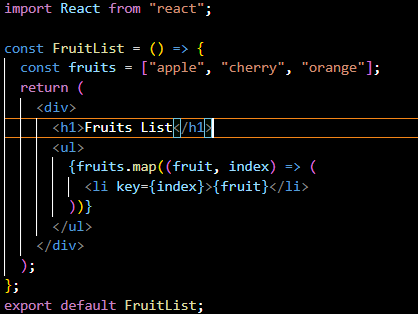 import React from "react";

const FruitList = () => {
  const fruits = ["apple", "cherry", "orange"];
  return (
    <div>
      <h1>Fruits List</h1>
      <ul>
        {fruits.map((fruit, index) => (
          <li key={index}>{fruit}</li>
        ))}
      </ul>
    </div>
  );
};
export default FruitList;